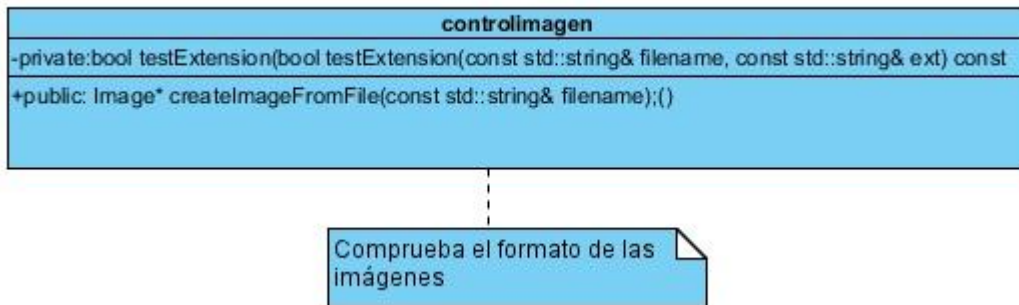 controlimagen
-private:bool testExtension(bool testExtension(const std::string& filename, const std::string& ext) const
+public: Image* createImageFromFile(const std::string& filename);()
Comprueba el formato de las
imágenes